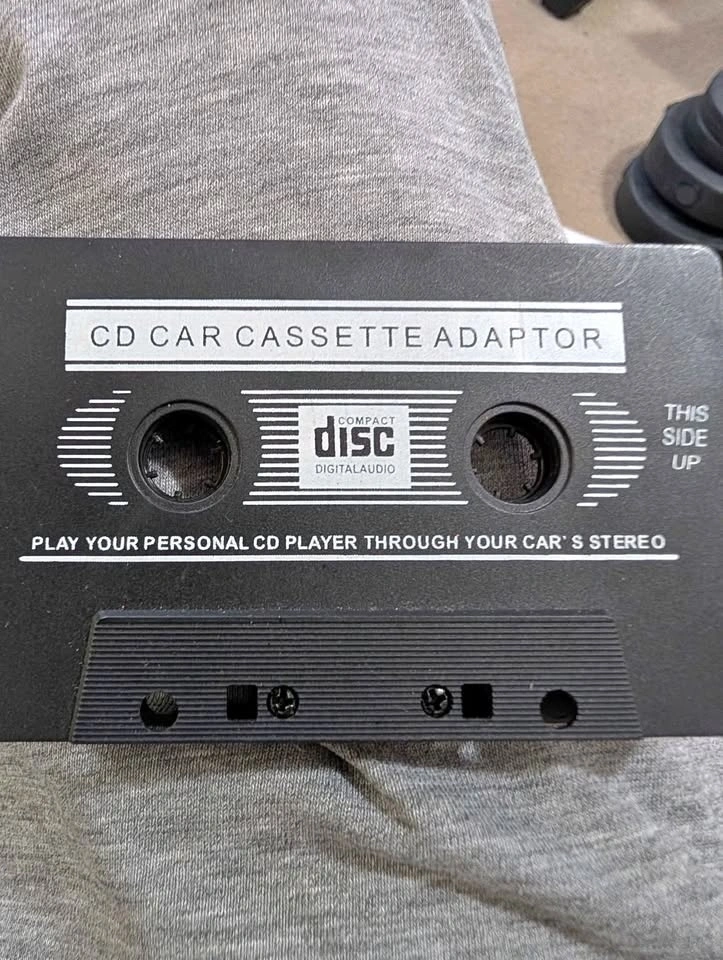 CD CAR CASSETTE ADAPTOR
COMPACT
disc
DIGITALAUDIO
THIS
SIDE
UP
PLAY YOUR PERSONAL CD PLAYER THROUGH YOUR CAR'S STEREO